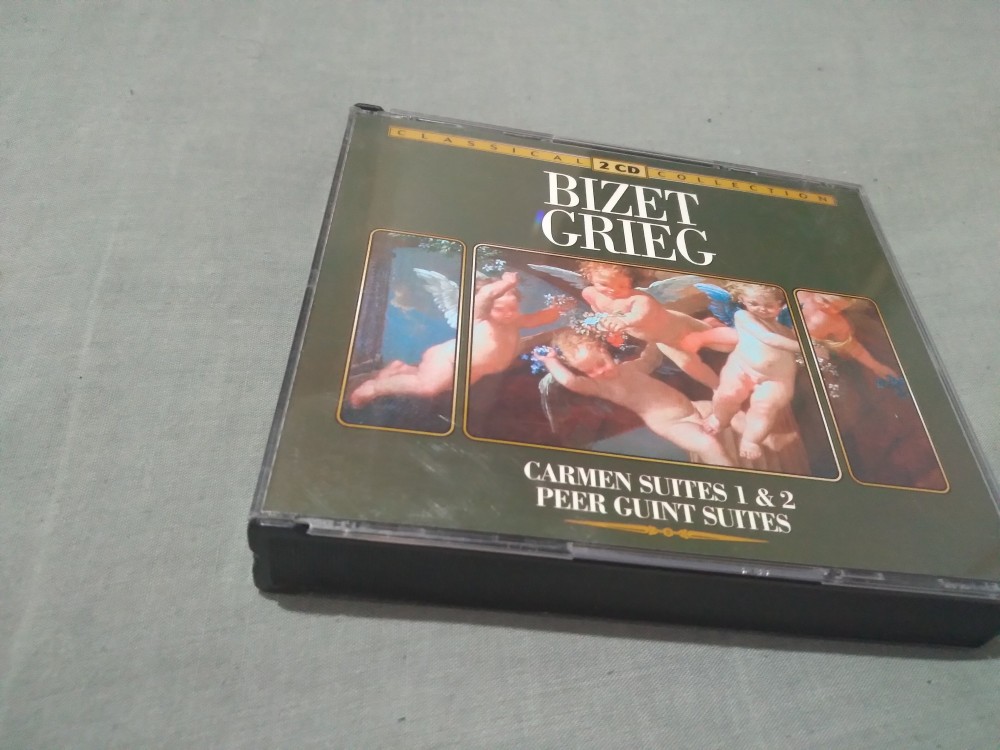 CLASSICAL 2 CD COLLECTION
BIZET
GRIEG
CARMEN SUITES 1 & 2
PEER GUINT SUITES